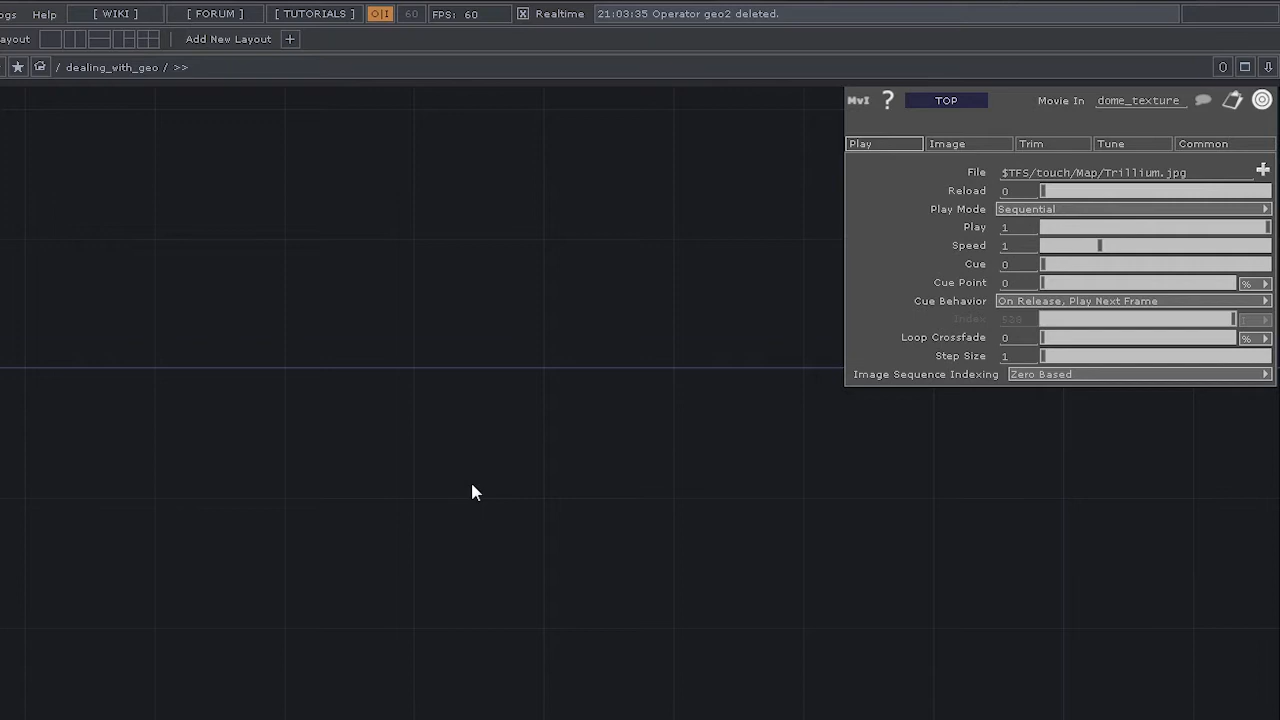 ogs Help [ WIKI ] [ FORUM ] [ TUTORIALS ] O|I 60 FPS: 60 X Realtime 21:03:35 Operator geo2 deleted.
ayout Add New Layout +
/ dealing_with_geo / >> 0
MvI ? TOP Movie In dome_texture
Play Image Trim Tune Common
File $TFS/touch/Map/Trillium.jpg
Reload 0
Play Mode Sequential
Play 1
Speed 1
Cue 0
Cue Point 0 %
Cue Behavior On Release, Play Next Frame
Index I
Loop Crossfade 0 %
Step Size 1
Image Sequence Indexing Zero Based